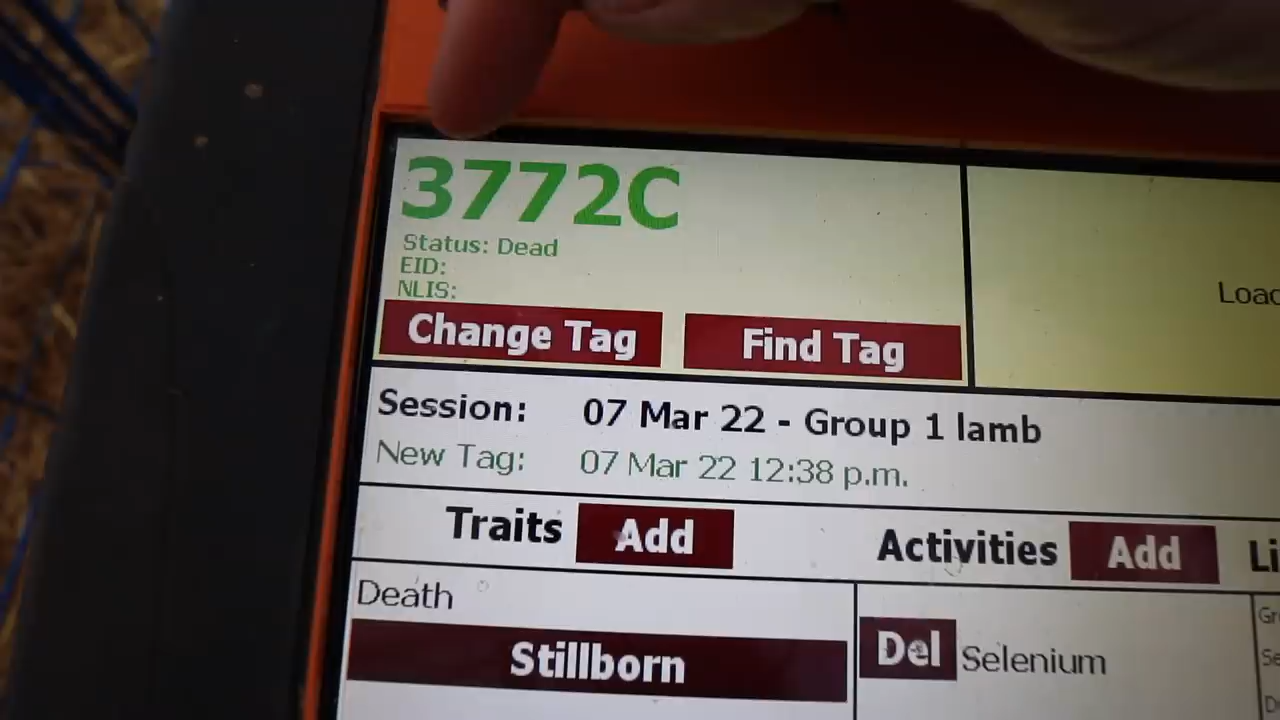 3772C
Status: Dead
EID:
NLIS:
Change Tag Find Tag
Session: 07 Mar 22 - Group 1 lamb
New Tag: 07 Mar 22 12:38 p.m.
Traits Add Activities Add
Death
Stillborn
Del Selenium